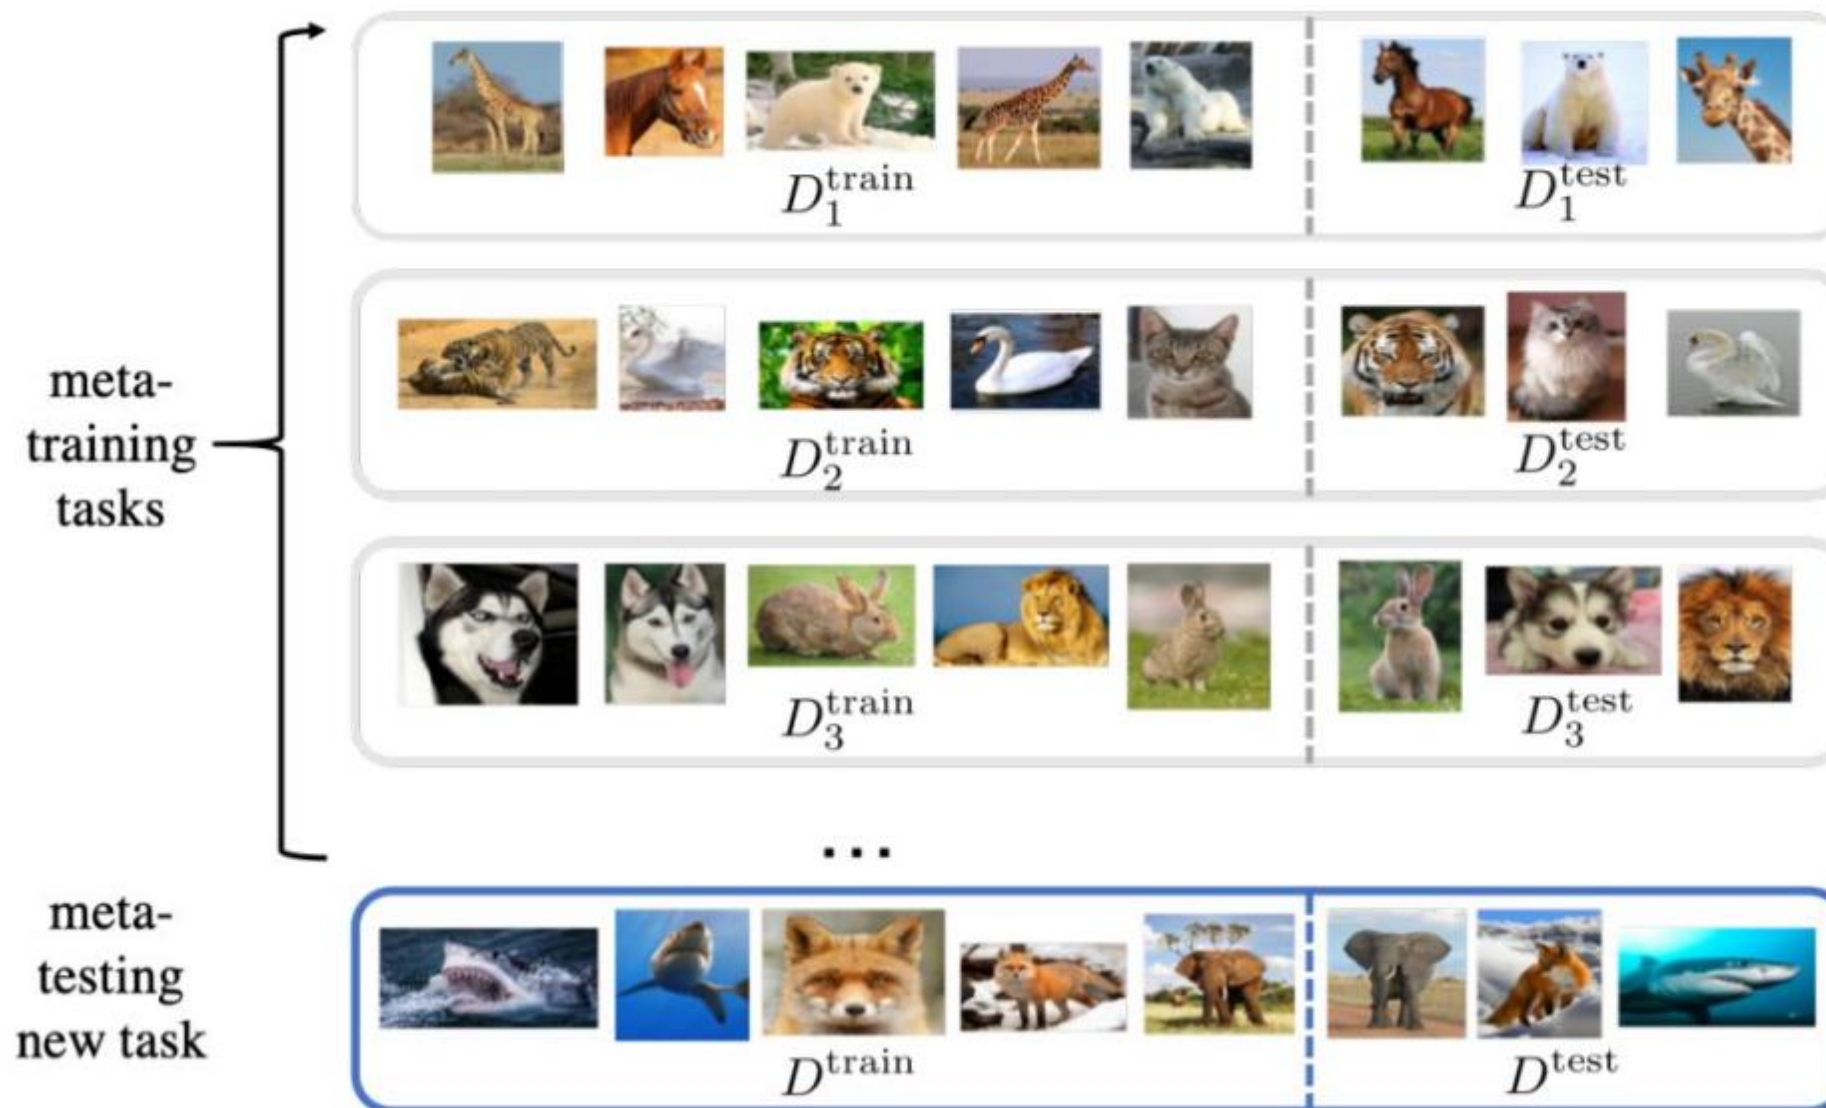 D_1^train
D_1^test
D_2^train
D_2^test
meta-
training
tasks
D_3^train
D_3^test
...
meta-
testing
new task
D^train
D^test